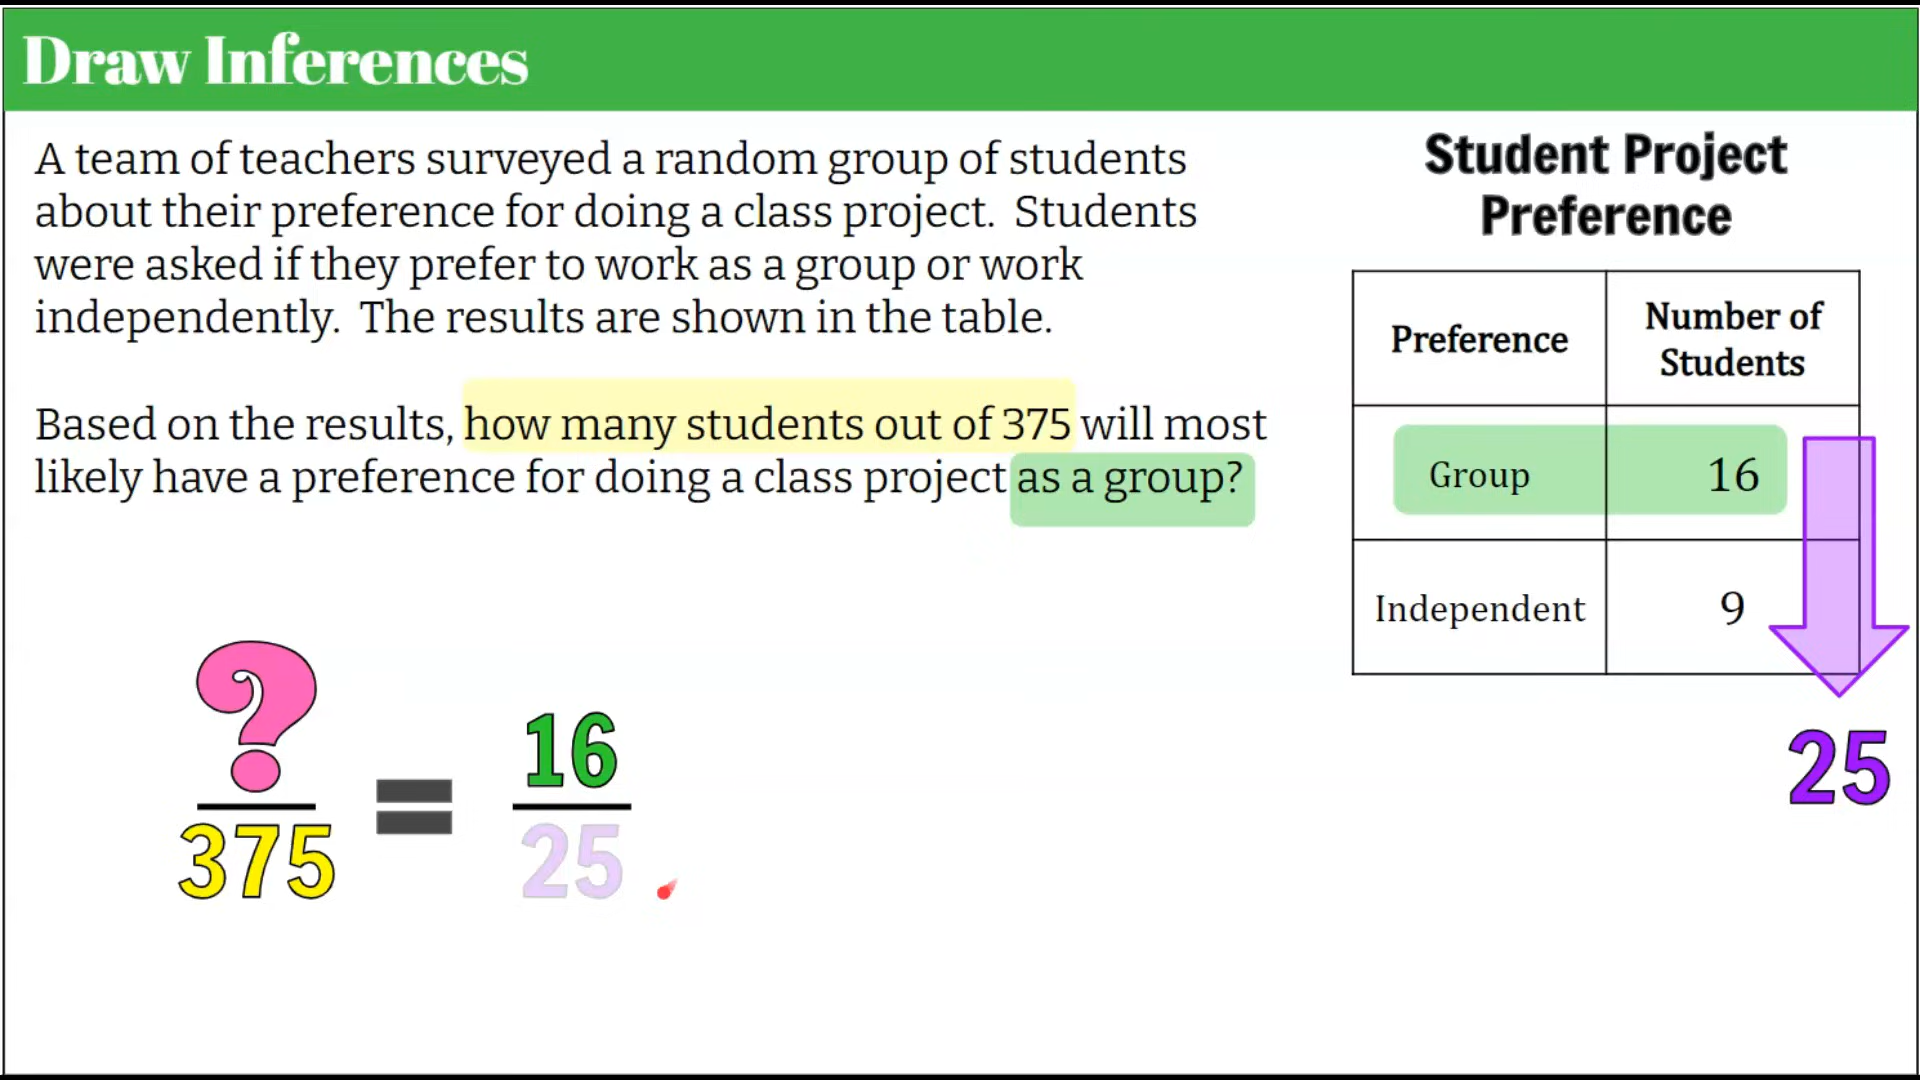 Draw Inferences
A team of teachers surveyed a random group of students
about their preference for doing a class project.  Students
were asked if they prefer to work as a group or work
independently.  The results are shown in the table.
Based on the results, how many students out of 375 will most
likely have a preference for doing a class project as a group?
Student Project
Preference
Preference
Number of
Students
Group 16
Independent 9
25
?
375
=
16
25